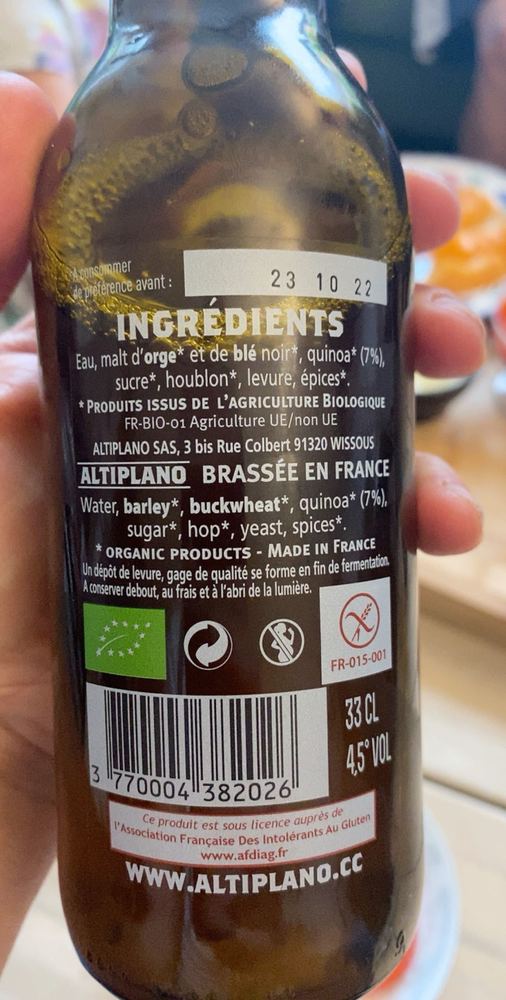 A consommer
de préférence avant :
23 10 22
INGRÉDIENTS
Eau, malt d'orge* et de blé noir*, quinoa* (7%),
sucre*, houblon*, levure, épices*.
* PRODUITS ISSUS DE L'AGRICULTURE BIOLOGIQUE
FR-BIO-01 Agriculture UE/non UE
ALTIPLANO SAS, 3 bis Rue Colbert 91320 WISSOUS
ALTIPLANO BRASSÉE EN FRANCE
Water, barley*, buckwheat*, quinoa* (7%),
sugar*, hop*, yeast, spices*.
* ORGANIC PRODUCTS - MADE IN FRANCE
Un dépôt de levure, gage de qualité se forme en fin de fermentation.
A conserver debout, au frais et à l'abri de la lumière.
FR-015-001
33 CL
4,5° VOL
3 770004 382026
Ce produit est sous licence auprès de
l'Association Française Des Intolérants Au Gluten
www.afdiag.fr
WWW.ALTIPLANO.CC